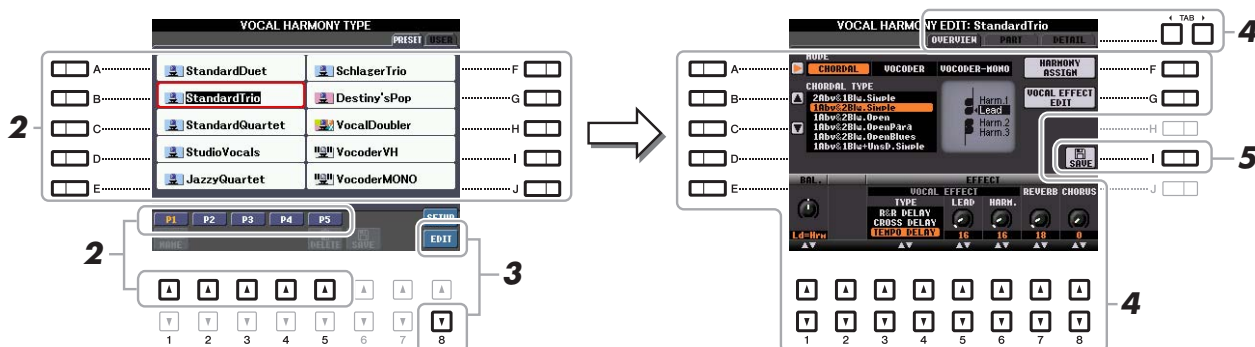 VOCAL HARMONY TYPE
PRESET USER
A StandardDuet SchlagerTrio F
B StandardTrio Destiny'sPop G
C StandardQuartet VocalDoubler H
D StudioVocals VocoderVH I
E JazzyQuartet VocoderMONO J
2
P1 P2 P3 P4 P5 SETUP
NAME DELETE SAVE EDIT
2
3
1 2 3 4 5 6 7 8
VOCAL HARMONY EDIT: StandardTrio
OVERVIEW PART DETAIL
TAB
4
MODE
A CHORDAL VOCODER VOCODER-MONO HARMONY ASSIGN F
CHORDAL TYPE
B VOCAL EFFECT EDIT G
2Abv&1Blw.Simple
1Abv&2Blw.Simple
1Abv&2Blw.Open
1Abv&2Blw.OpenPara
1Abv&2Blw.OpenBlues
1Abv&1Blw+UnsD.Simple
Harm.1
Lead
Harm.2
Harm.3
C H
D SAVE I
5
E J
BAL. EFFECT
VOCAL EFFECT REVERB CHORUS
TYPE LEAD HARM.
R&R DELAY
CROSS DELAY
TEMPO DELAY
Ld=Hrm 16 16 18 0
4
1 2 3 4 5 6 7 8